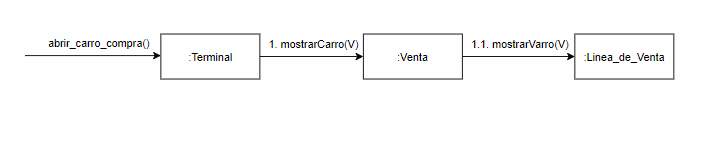 abrir_carro_compra()
:Terminal
1. mostrarCarro(V)
:Venta
1.1. mostrarVarro(V)
:Linea_de_Venta